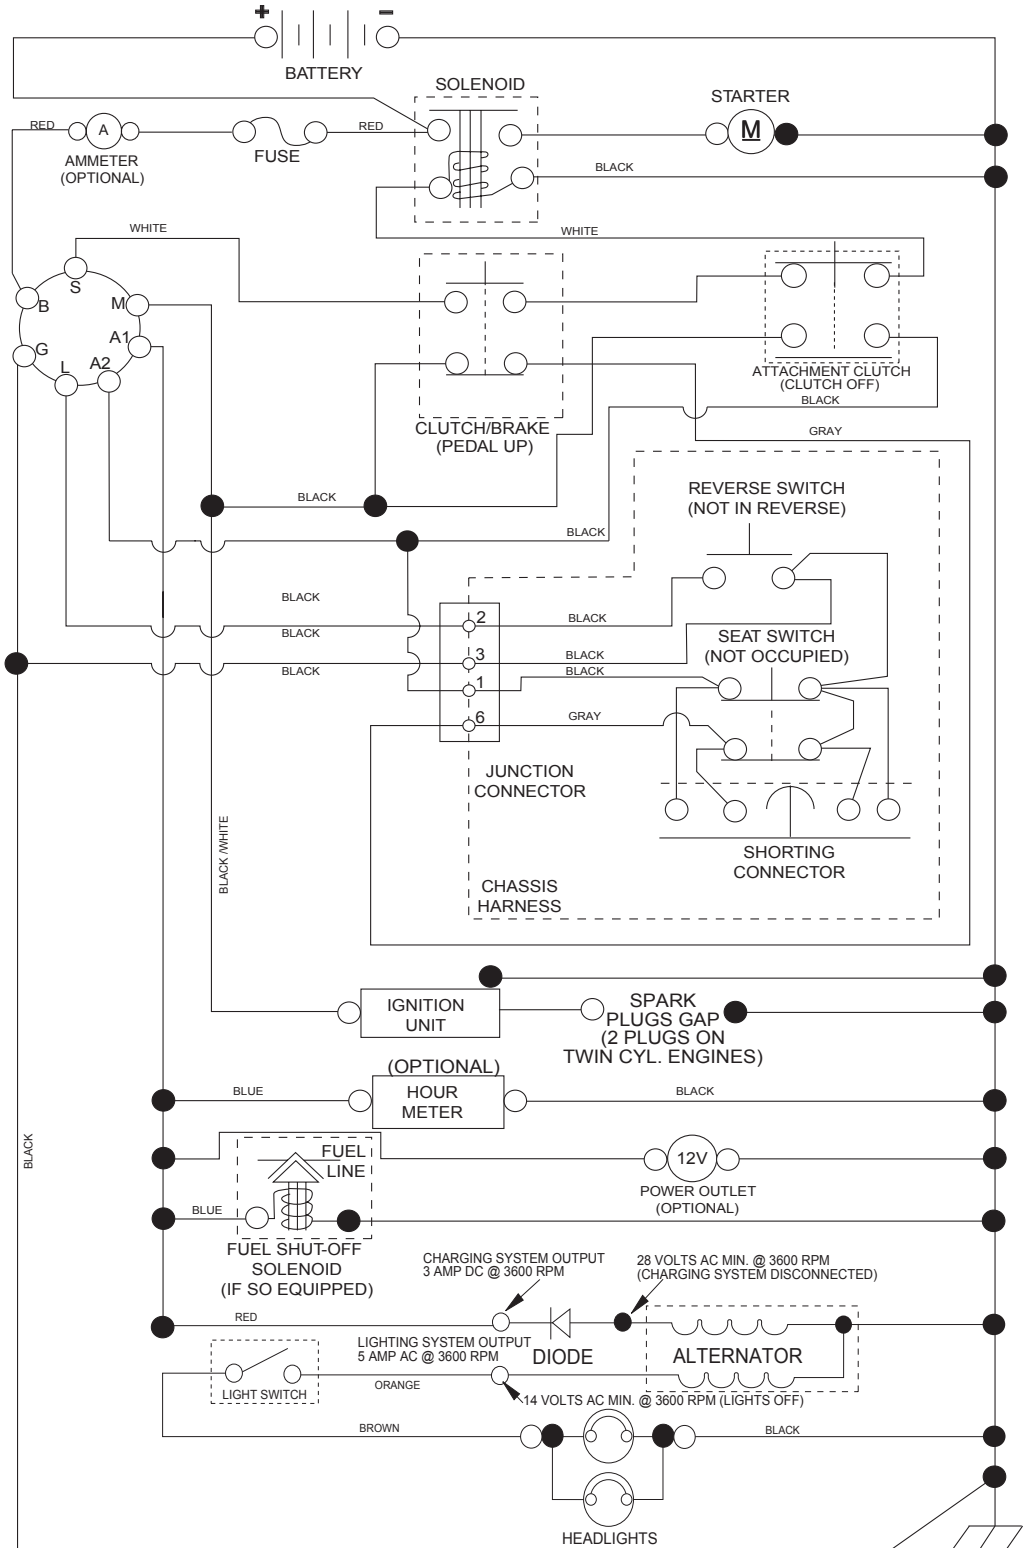 + −
BATTERY
SOLENOID
STARTER
RED
A
RED
M
FUSE
AMMETER
(OPTIONAL)
BLACK
WHITE
WHITE
S
B
M
A1
G
L
A2
ATTACHMENT CLUTCH
(CLUTCH OFF)
BLACK
CLUTCH/BRAKE
(PEDAL UP)
GRAY
REVERSE SWITCH
(NOT IN REVERSE)
BLACK
BLACK
BLACK
2
BLACK
BLACK
SEAT SWITCH
(NOT OCCUPIED)
3
BLACK
BLACK
BLACK
1
6
GRAY
JUNCTION
CONNECTOR
BLACK /WHITE
SHORTING
CONNECTOR
CHASSIS
HARNESS
IGNITION
UNIT
SPARK
PLUGS GAP
(2 PLUGS ON
TWIN CYL. ENGINES)
(OPTIONAL)
HOUR
METER
BLUE
BLACK
BLACK
FUEL
LINE
12V
POWER OUTLET
(OPTIONAL)
BLUE
FUEL SHUT-OFF
SOLENOID
(IF SO EQUIPPED)
CHARGING SYSTEM OUTPUT
3 AMP DC @ 3600 RPM
28 VOLTS AC MIN. @ 3600 RPM
(CHARGING SYSTEM DISCONNECTED)
RED
LIGHTING SYSTEM OUTPUT
5 AMP AC @ 3600 RPM
DIODE
ALTERNATOR
LIGHT SWITCH
ORANGE
14 VOLTS AC MIN. @ 3600 RPM (LIGHTS OFF)
BROWN
BLACK
HEADLIGHTS